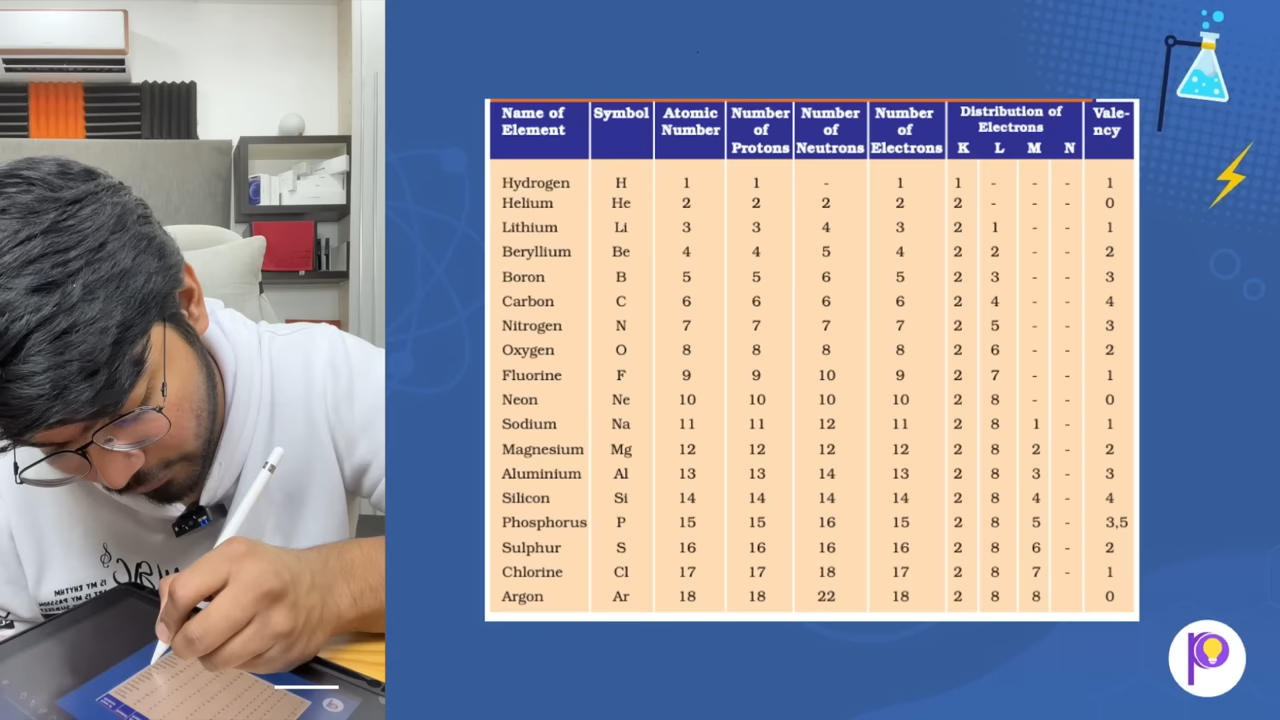 Name of Element Symbol Atomic Number Number of Protons Number of Neutrons Number of Electrons Distribution of Electrons K L M N Vale-ncy
Hydrogen H 1 1 - 1 1 - - - 1
Helium He 2 2 2 2 2 - - - 0
Lithium Li 3 3 4 3 2 1 - - 1
Beryllium Be 4 4 5 4 2 2 - - 2
Boron B 5 5 6 5 2 3 - - 3
Carbon C 6 6 6 6 2 4 - - 4
Nitrogen N 7 7 7 7 2 5 - - 3
Oxygen O 8 8 8 8 2 6 - - 2
Fluorine F 9 9 10 9 2 7 - - 1
Neon Ne 10 10 10 10 2 8 - - 0
Sodium Na 11 11 12 11 2 8 1 - 1
Magnesium Mg 12 12 12 12 2 8 2 - 2
Aluminium Al 13 13 14 13 2 8 3 - 3
Silicon Si 14 14 14 14 2 8 4 - 4
Phosphorus P 15 15 16 15 2 8 5 - 3,5
Sulphur S 16 16 16 16 2 8 6 - 2
Chlorine Cl 17 17 18 17 2 8 7 - 1
Argon Ar 18 18 22 18 2 8 8 0
IS MY RHYTHM